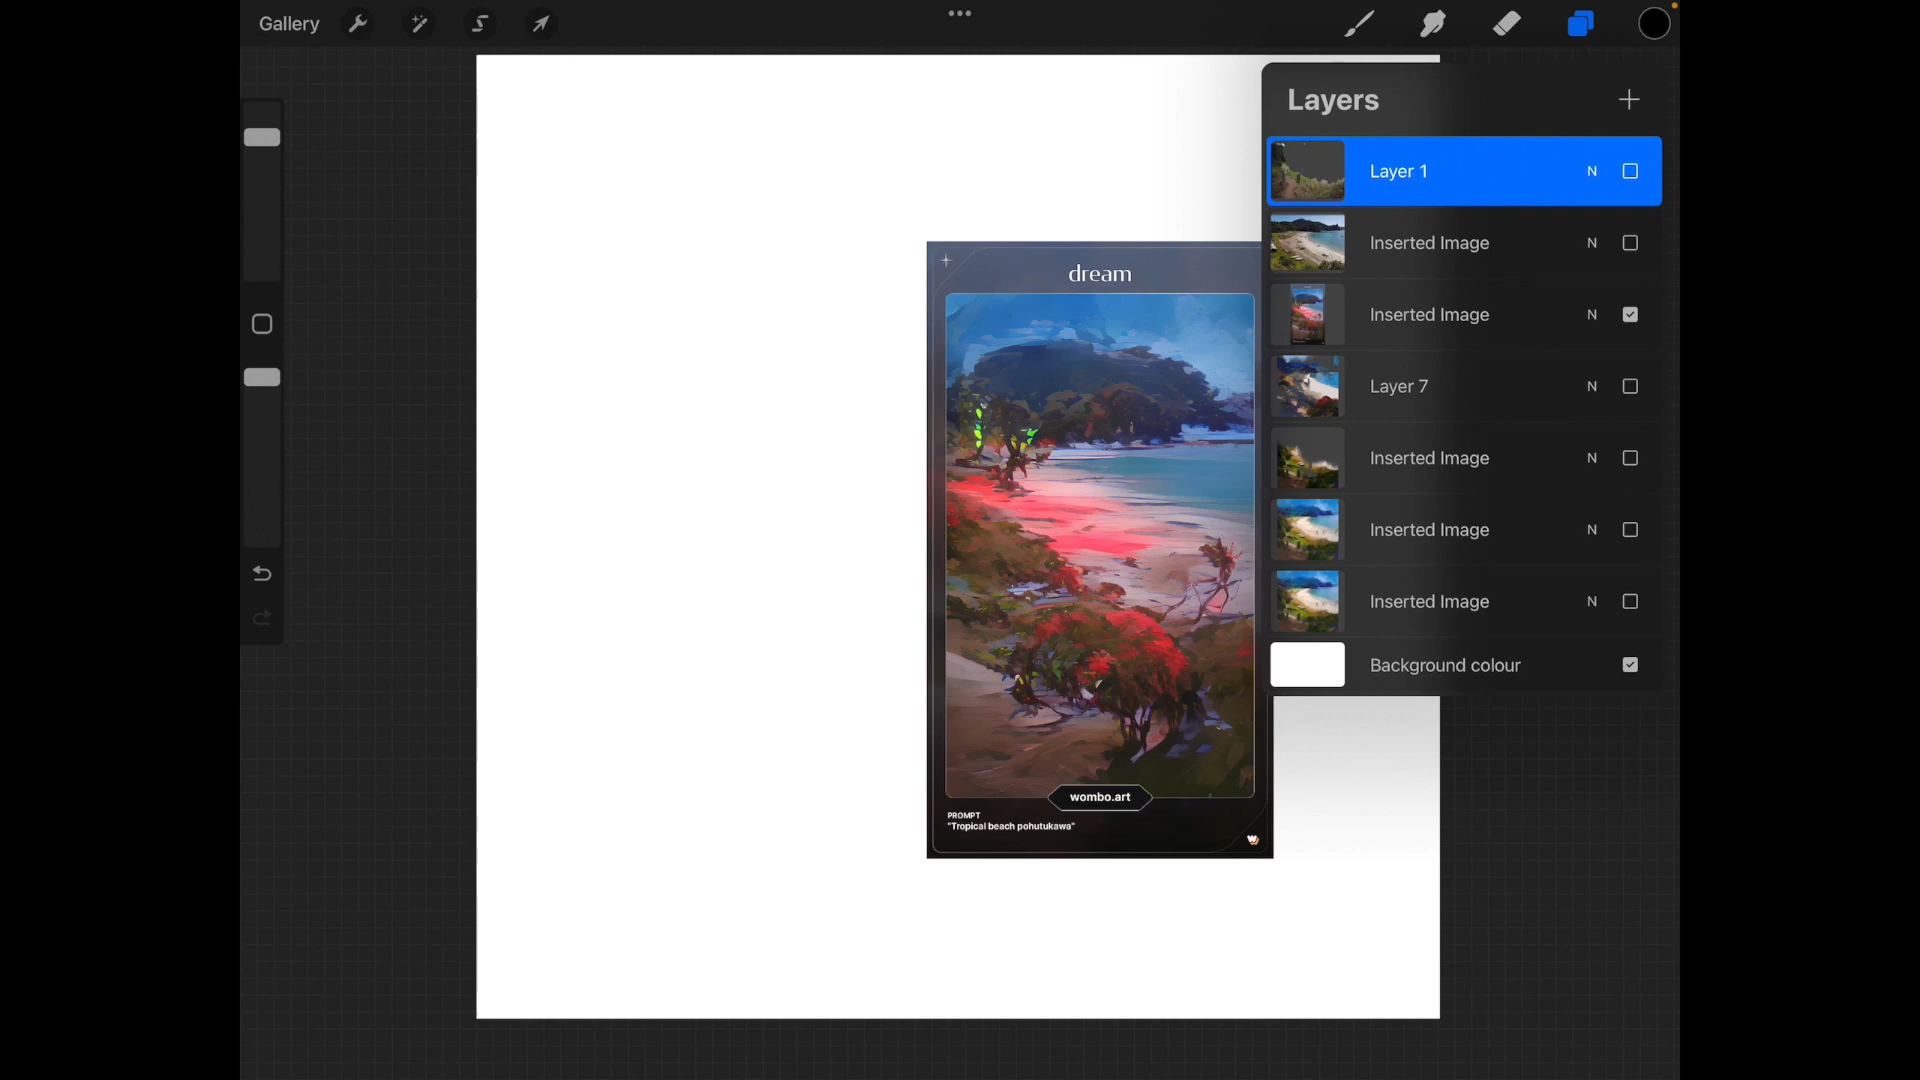 Gallery
Layers
Layer 1 N
Inserted Image N
Inserted Image N
Layer 7 N
Inserted Image N
Inserted Image N
Inserted Image N
Background colour
dream
wombo.art
PROMPT
"Tropical beach pohutukawa"
W